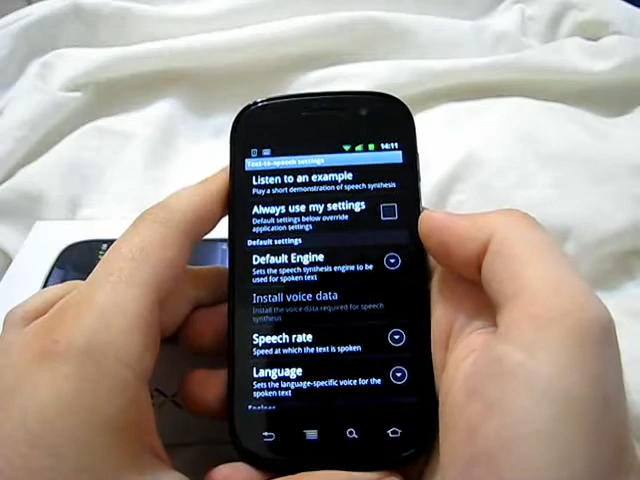 14:11
Text-to-speech settings
Listen to an example
Play a short demonstration of speech synthesis
Always use my settings
Default settings below override
application settings
Default settings
Default Engine
Sets the speech synthesis engine to be
used for spoken text
Install voice data
Install the voice data required for speech
synthesis
Speech rate
Speed at which the text is spoken
Language
Sets the language-specific voice for the
spoken text
Engines